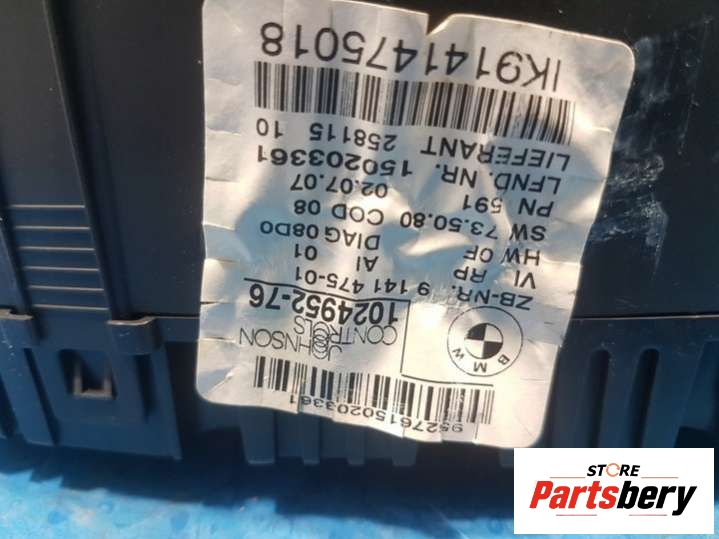 95276150203361
JOHNSON
CONTROLS
BMW
1024952-76
ZB-NR. 9 141 475-01
VI RP AI 01
HW 0F DIAG 08D0
SW 73.50.80 COD 08
PN 591 02.07.07
LFND. NR. 150203361
LIEFERANT 258115 10
IK9141475018
STORE
Partsbery